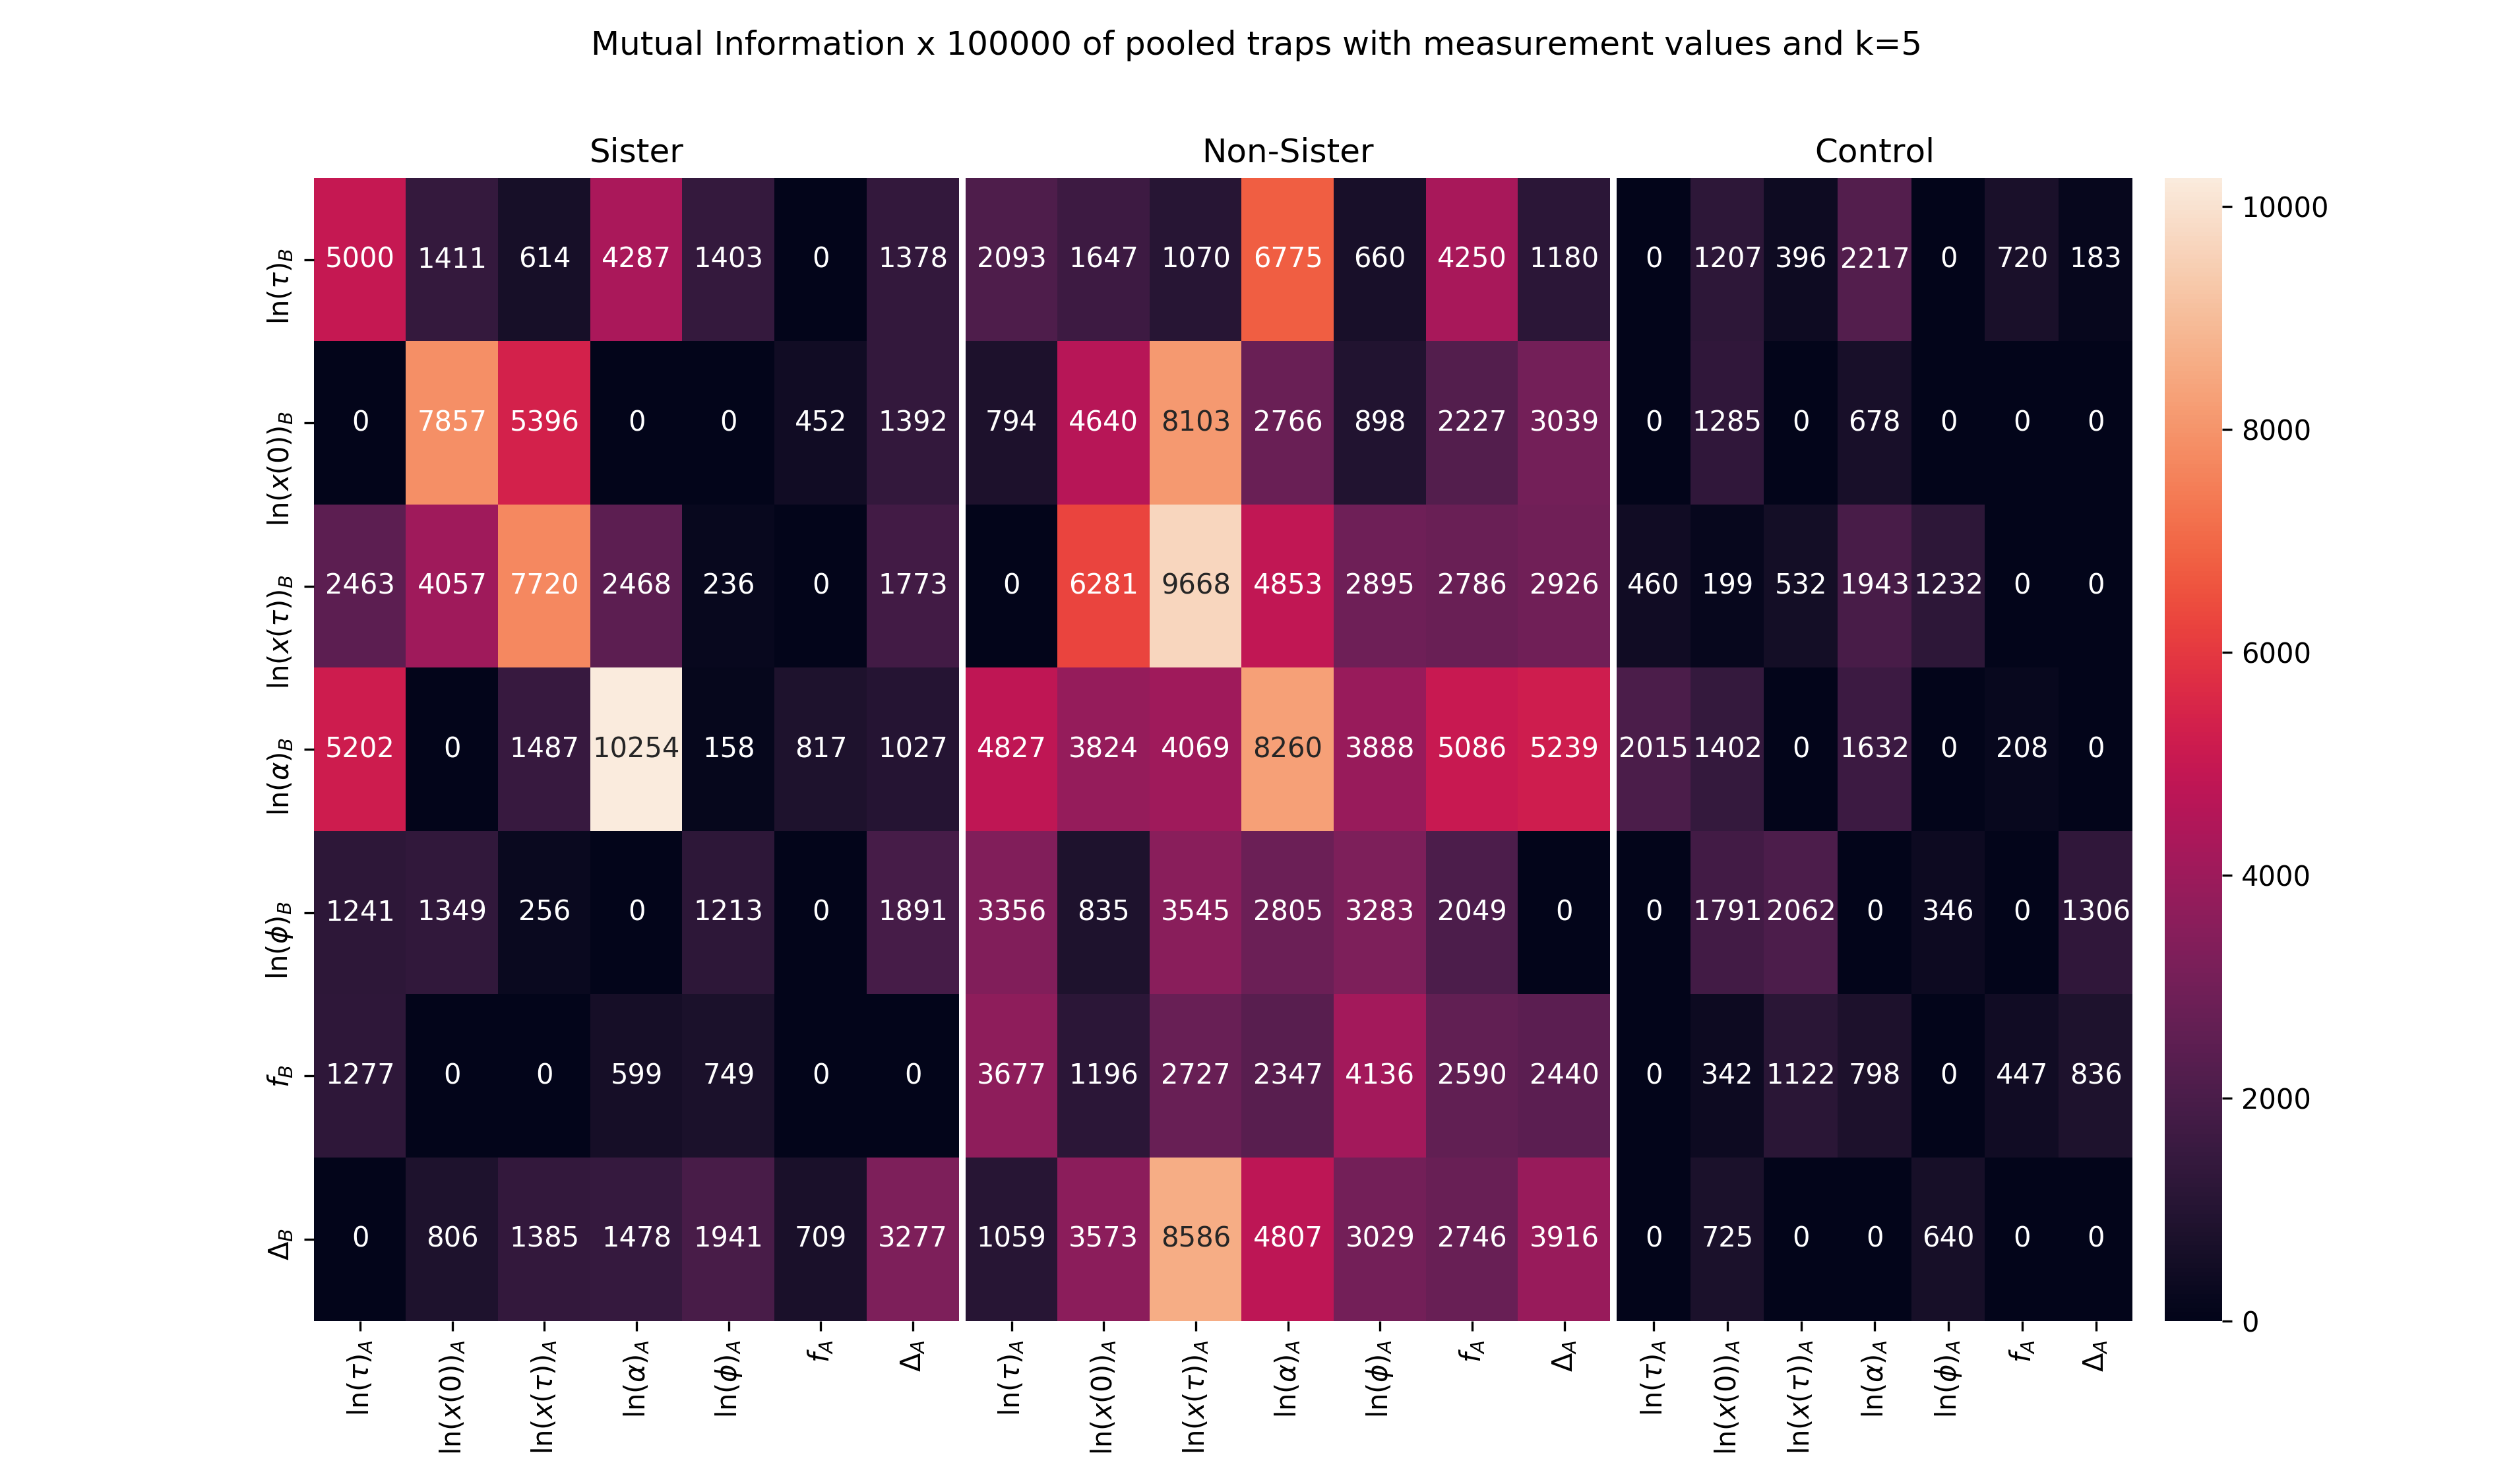 Mutual Information x 100000 of pooled traps with measurement values and k=5
Sister Non-Sister Control
ln(τ)_B 5000 1411 614 4287 1403 0 1378 2093 1647 1070 6775 660 4250 1180 0 1207 396 2217 0 720 183
ln(x(0))_B 0 7857 5396 0 0 452 1392 794 4640 8103 2766 898 2227 3039 0 1285 0 678 0 0 0
ln(x(τ))_B 2463 4057 7720 2468 236 0 1773 0 6281 9668 4853 2895 2786 2926 460 199 532 1943 1232 0 0
ln(α)_B 5202 0 1487 10254 158 817 1027 4827 3824 4069 8260 3888 5086 5239 2015 1402 0 1632 0 208 0
ln(ϕ)_B 1241 1349 256 0 1213 0 1891 3356 835 3545 2805 3283 2049 0 0 1791 2062 0 346 0 1306
f_B 1277 0 0 599 749 0 0 3677 1196 2727 2347 4136 2590 2440 0 342 1122 798 0 447 836
Δ_B 0 806 1385 1478 1941 709 3277 1059 3573 8586 4807 3029 2746 3916 0 725 0 0 640 0 0
ln(τ)_A ln(x(0))_A ln(x(τ))_A ln(α)_A ln(ϕ)_A f_A Δ_A ln(τ)_A ln(x(0))_A ln(x(τ))_A ln(α)_A ln(ϕ)_A f_A Δ_A ln(τ)_A ln(x(0))_A ln(x(τ))_A ln(α)_A ln(ϕ)_A f_A Δ_A
10000
8000
6000
4000
2000
0